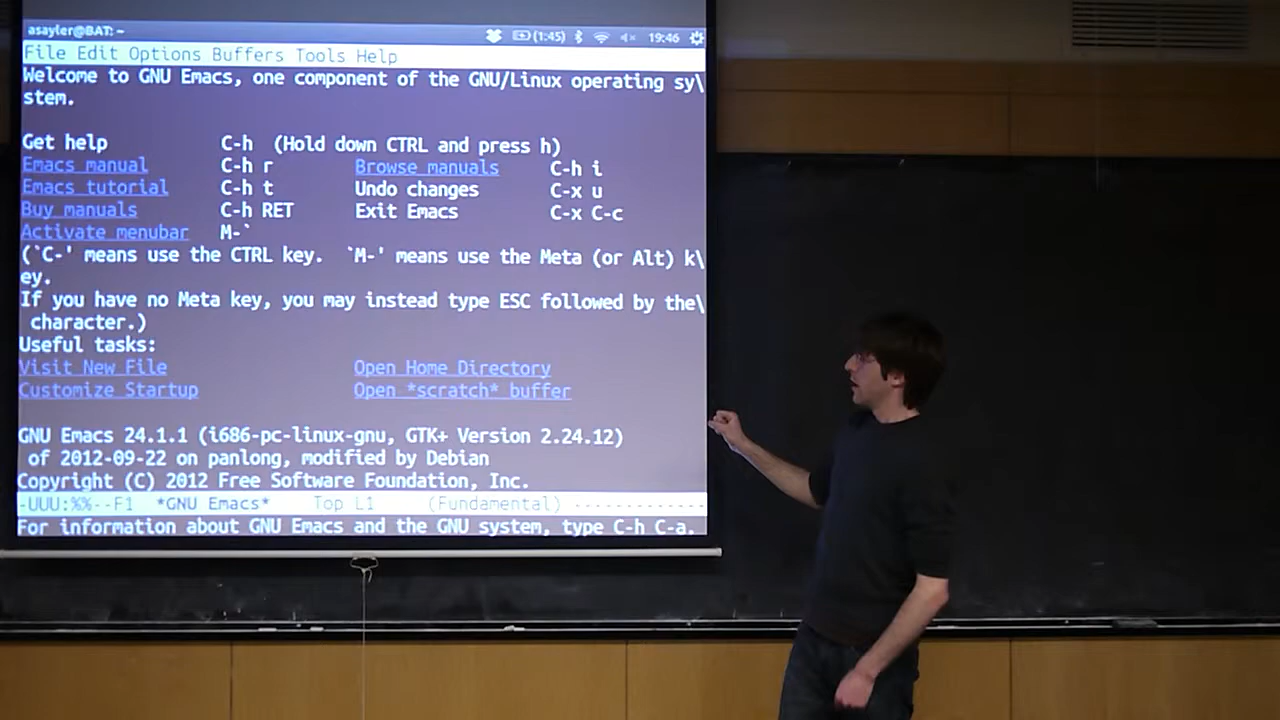 asayler@BAT: ~ (1:45) 19:46
File Edit Options Buffers Tools Help
Welcome to GNU Emacs, one component of the GNU/Linux operating sy\
stem.
Get help C-h (Hold down CTRL and press h)
Emacs manual C-h r Browse manuals C-h i
Emacs tutorial C-h t Undo changes C-x u
Buy manuals C-h RET Exit Emacs C-x C-c
Activate menubar M-`
(`C-' means use the CTRL key. `M-' means use the Meta (or Alt) k\
ey.
If you have no Meta key, you may instead type ESC followed by the\
character.)
Useful tasks:
Visit New File Open Home Directory
Customize Startup Open *scratch* buffer
GNU Emacs 24.1.1 (i686-pc-linux-gnu, GTK+ Version 2.24.12)
of 2012-09-22 on panlong, modified by Debian
Copyright (C) 2012 Free Software Foundation, Inc.
-UUU:%%--F1 *GNU Emacs* Top L1 (Fundamental) ------------
For information about GNU Emacs and the GNU system, type C-h C-a.